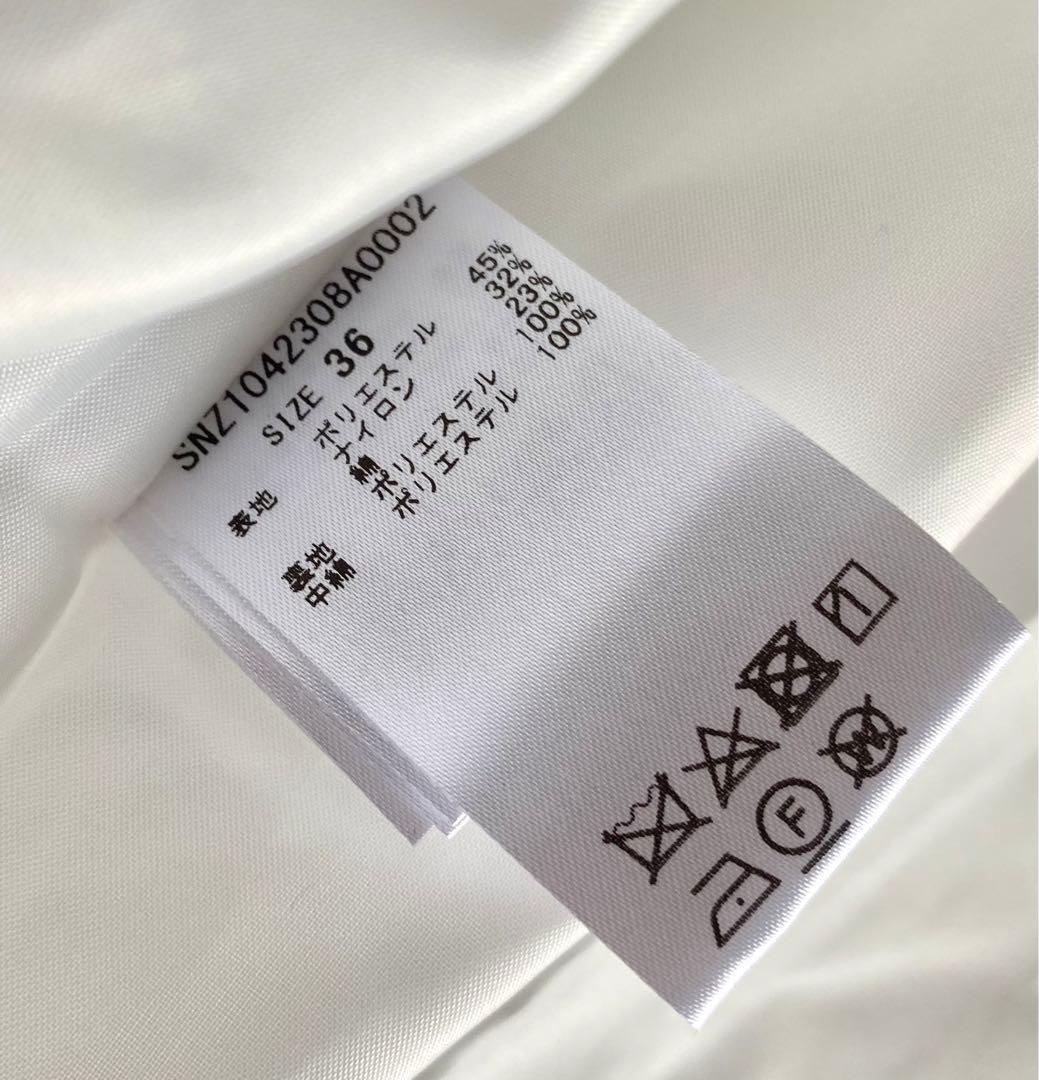 SNZ1042308A0002
SIZE 36
表地 ポリエステル 45%
ナイロン 32%
綿 23%
裏地 ポリエステル 100%
中綿 ポリエステル 100%
F
W